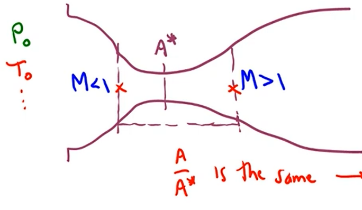 P₀
T₀
⋮
A*
M<1
M>1
A/A* is the same →